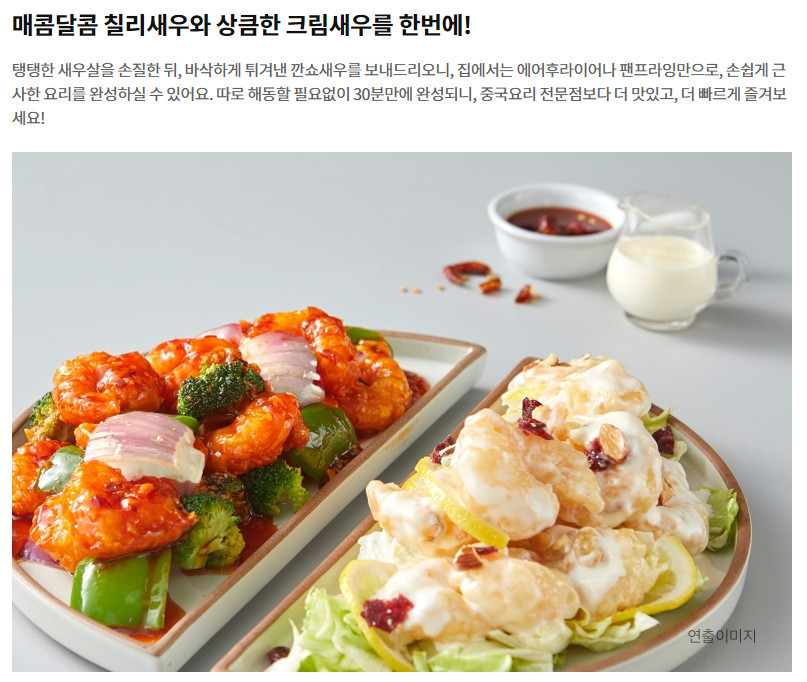 매콤달콤 칠리새우와 상큼한 크림새우를 한번에!
탱탱한 새우살을 손질한 뒤, 바삭하게 튀겨낸 깐쇼새우를 보내드리오니, 집에서는 에어후라이어나 팬프라잉만으로, 손쉽게 근
사한 요리를 완성하실 수 있어요. 따로 해동할 필요없이 30분만에 완성되니, 중국요리 전문점보다 더 맛있고, 더 빠르게 즐겨보
세요!
연출이미지